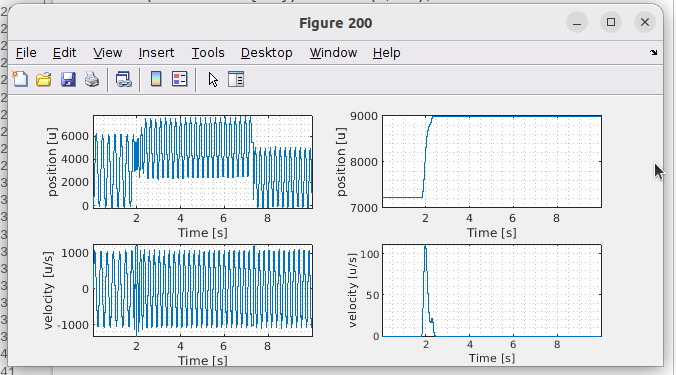 Figure 200
File Edit View Insert Tools Desktop Window Help
position [u]
6000
4000
2000
0
2 4 6 8
Time [s]
position [u]
9000
8000
7000
2 4 6 8
Time [s]
velocity [u/s]
1000
0
-1000
2 4 6 8
Time [s]
velocity [u/s]
100
50
0
2 4 6 8
Time [s]
41